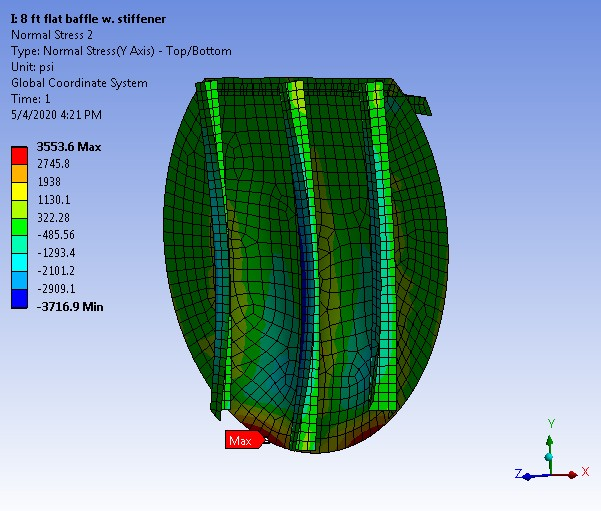 I: 8 ft flat baffle w. stiffener
Normal Stress 2
Type: Normal Stress(Y Axis) - Top/Bottom
Unit: psi
Global Coordinate System
Time: 1
5/4/2020 4:21 PM
3553.6 Max
2745.8
1938
1130.1
322.28
-485.56
-1293.4
-2101.2
-2909.1
-3716.9 Min
Max
Y
Z
X